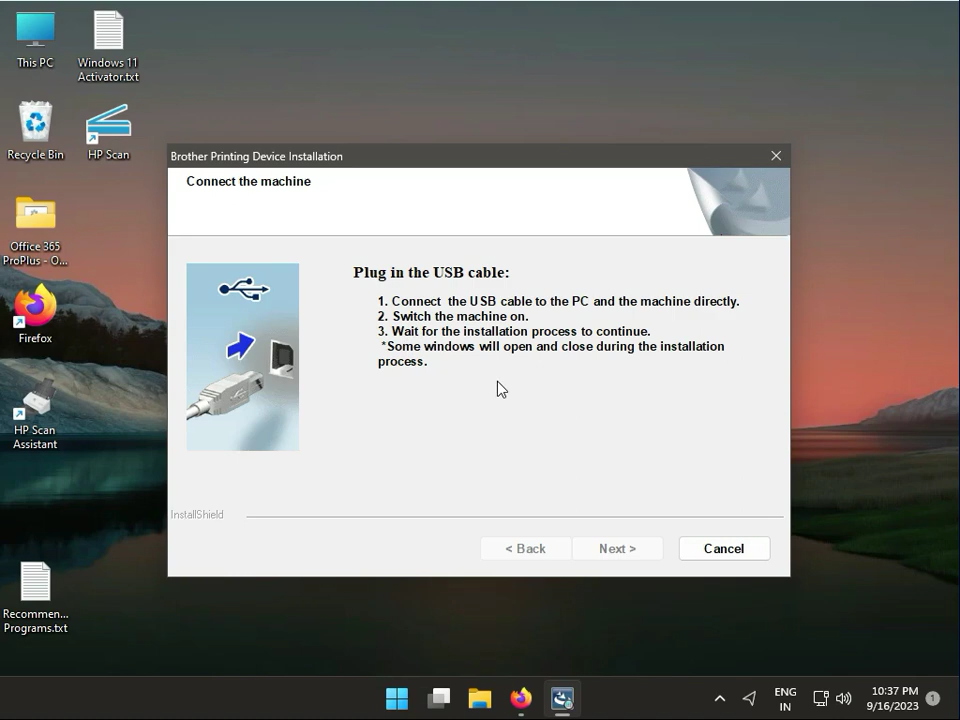 This PC
Windows 11
Activator.txt
Recycle Bin
HP Scan
Office 365
ProPlus - O...
Firefox
HP Scan
Assistant
Recommen...
Programs.txt
Brother Printing Device Installation
Connect the machine
Plug in the USB cable:
1. Connect the USB cable to the PC and the machine directly.
2. Switch the machine on.
3. Wait for the installation process to continue.
*Some windows will open and close during the installation
process.
InstallShield
< Back
Next >
Cancel
ENG
IN
10:37 PM
9/16/2023
1